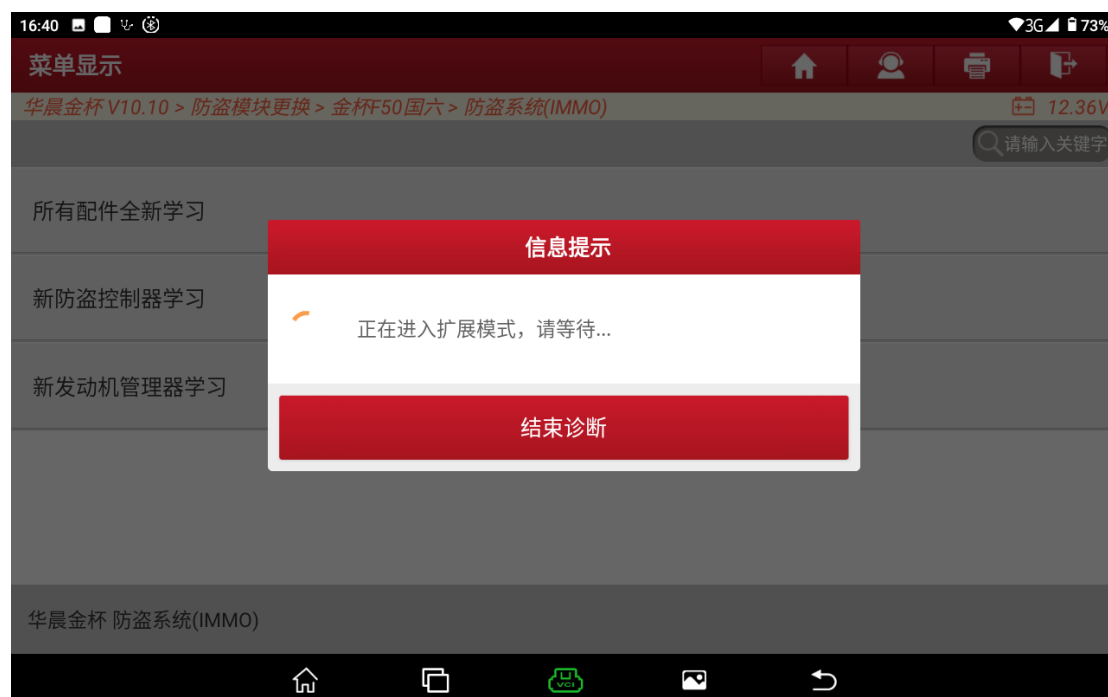 16:40
3G 73%
菜单显示
华晨金杯 V10.10 > 防盗模块更换 > 金杯F50国六 > 防盗系统(IMMO)
12.36V
请输入关键字
所有配件全新学习
信息提示
新防盗控制器学习
正在进入扩展模式，请等待...
新发动机管理器学习
结束诊断
华晨金杯 防盗系统(IMMO)
VCI